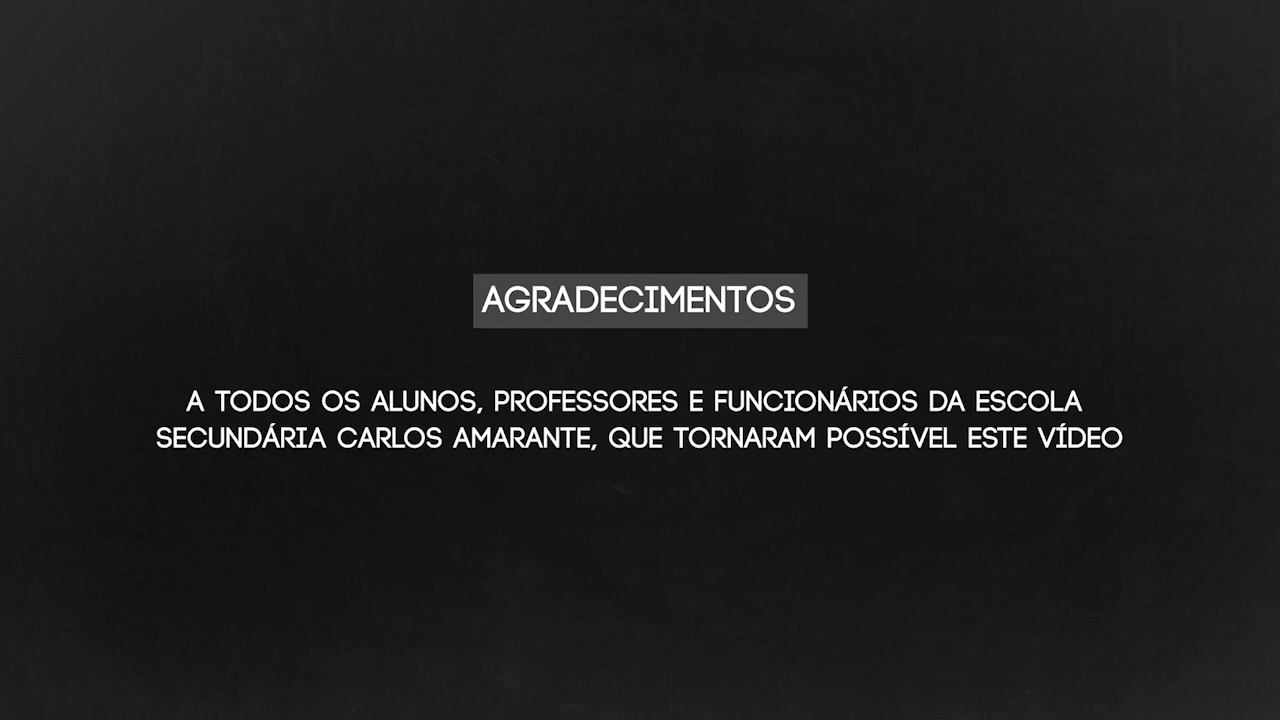 AGRADECIMENTOS
A TODOS OS ALUNOS, PROFESSORES E FUNCIONÁRIOS DA ESCOLA
SECUNDÁRIA CARLOS AMARANTE, QUE TORNARAM POSSÍVEL ESTE VÍDEO